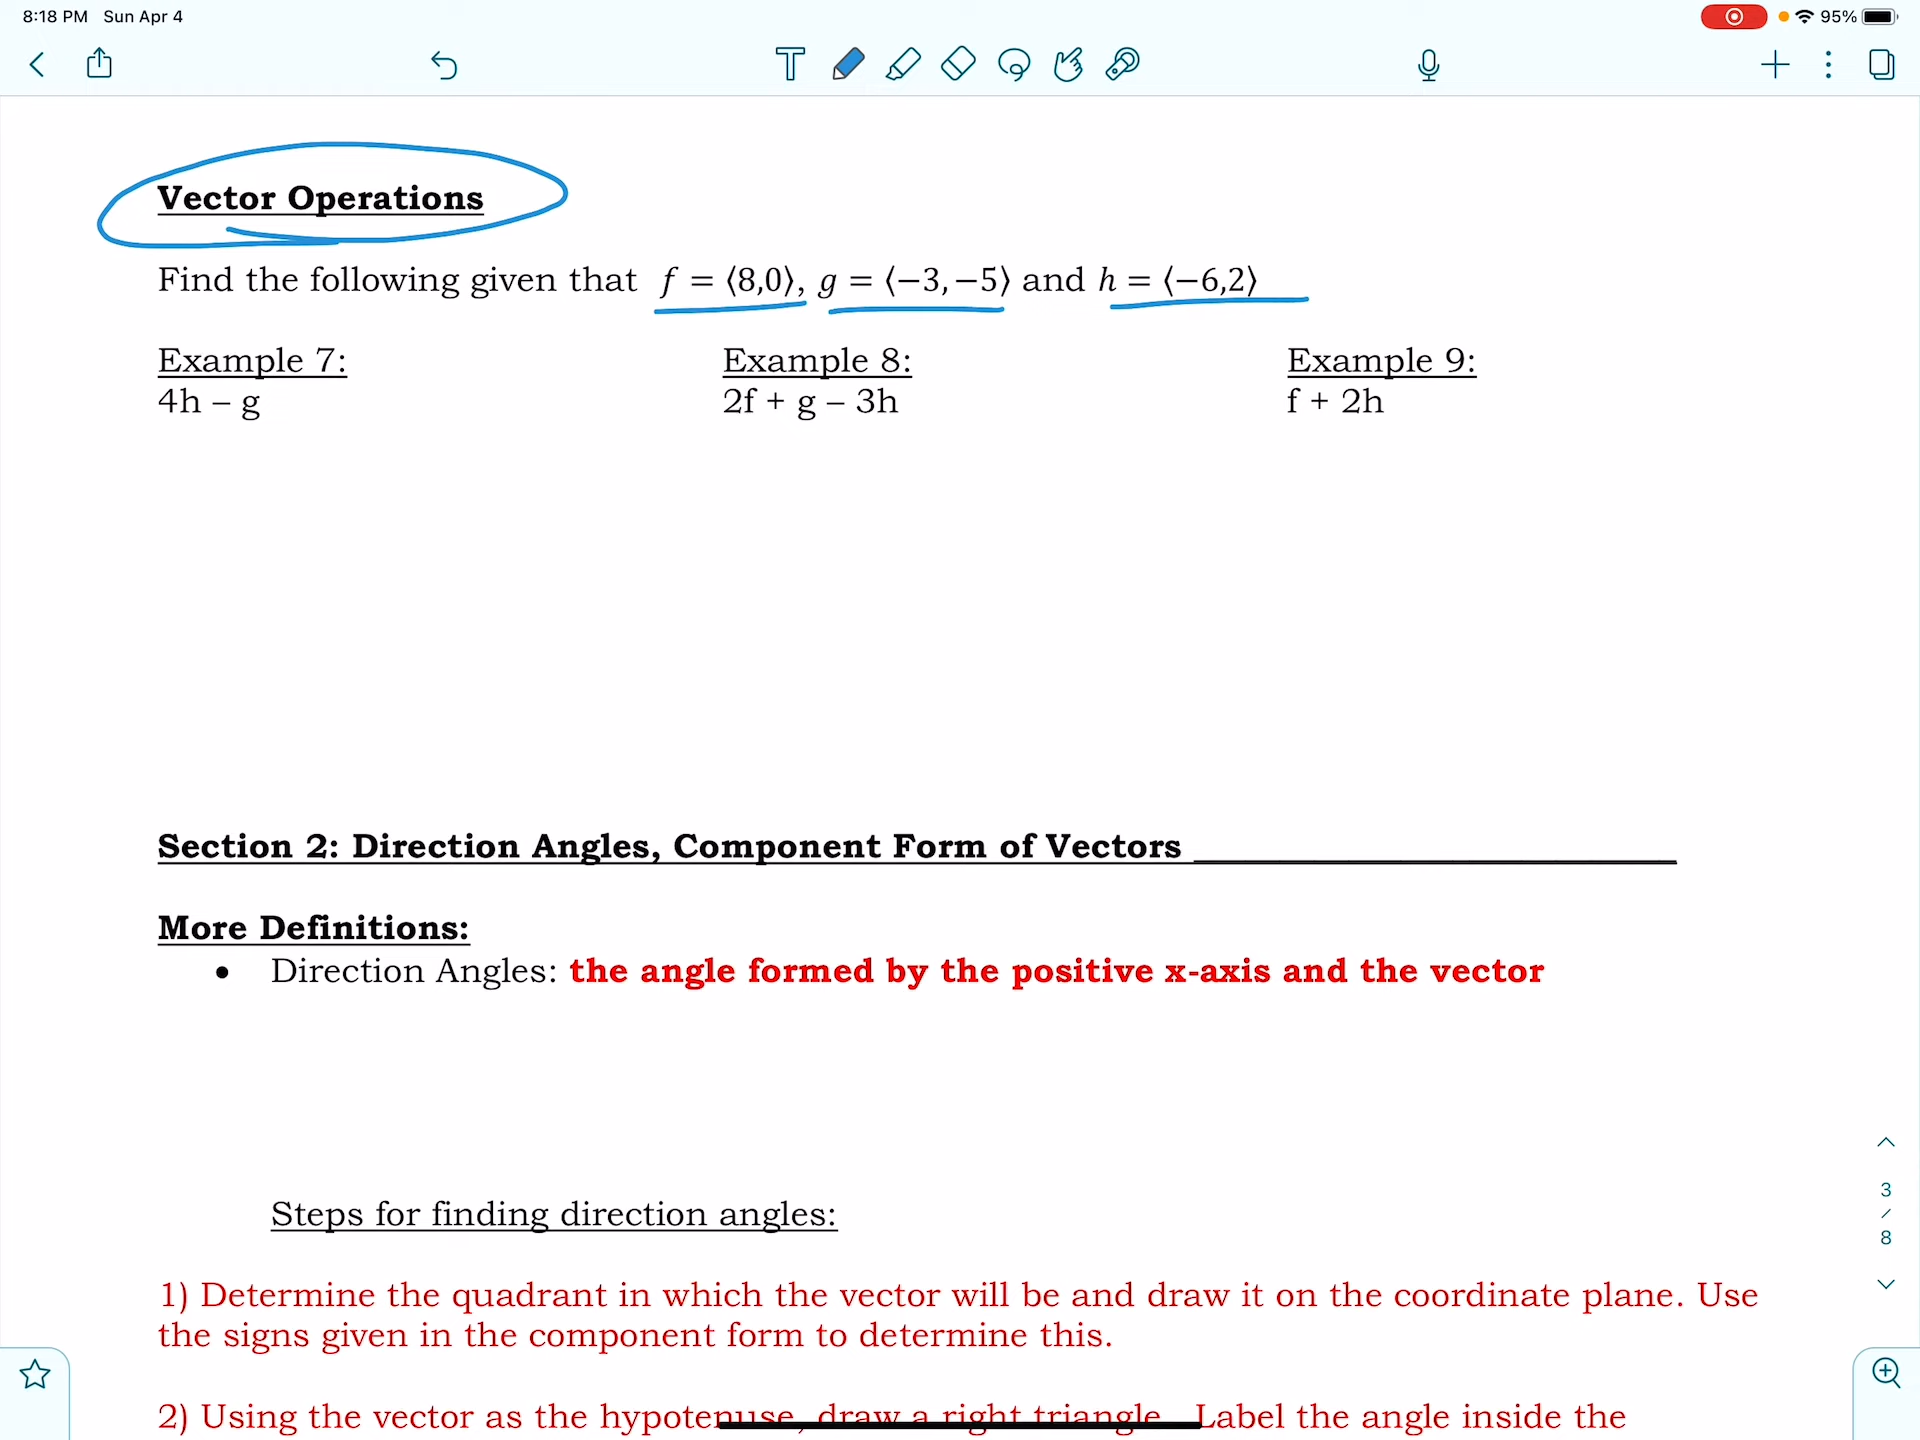 8:18 PM Sun Apr 4
95%
Vector Operations
Find the following given that f = ⟨8,0⟩, g = ⟨−3,−5⟩ and h = ⟨−6,2⟩
Example 7: Example 8: Example 9:
4h – g 2f + g – 3h f + 2h
Section 2: Direction Angles, Component Form of Vectors
More Definitions:
• Direction Angles: the angle formed by the positive x-axis and the vector
3
/
8
Steps for finding direction angles:
1) Determine the quadrant in which the vector will be and draw it on the coordinate plane. Use
the signs given in the component form to determine this.
2) Using the vector as the hypotenuse, draw a right triangle. Label the angle inside the